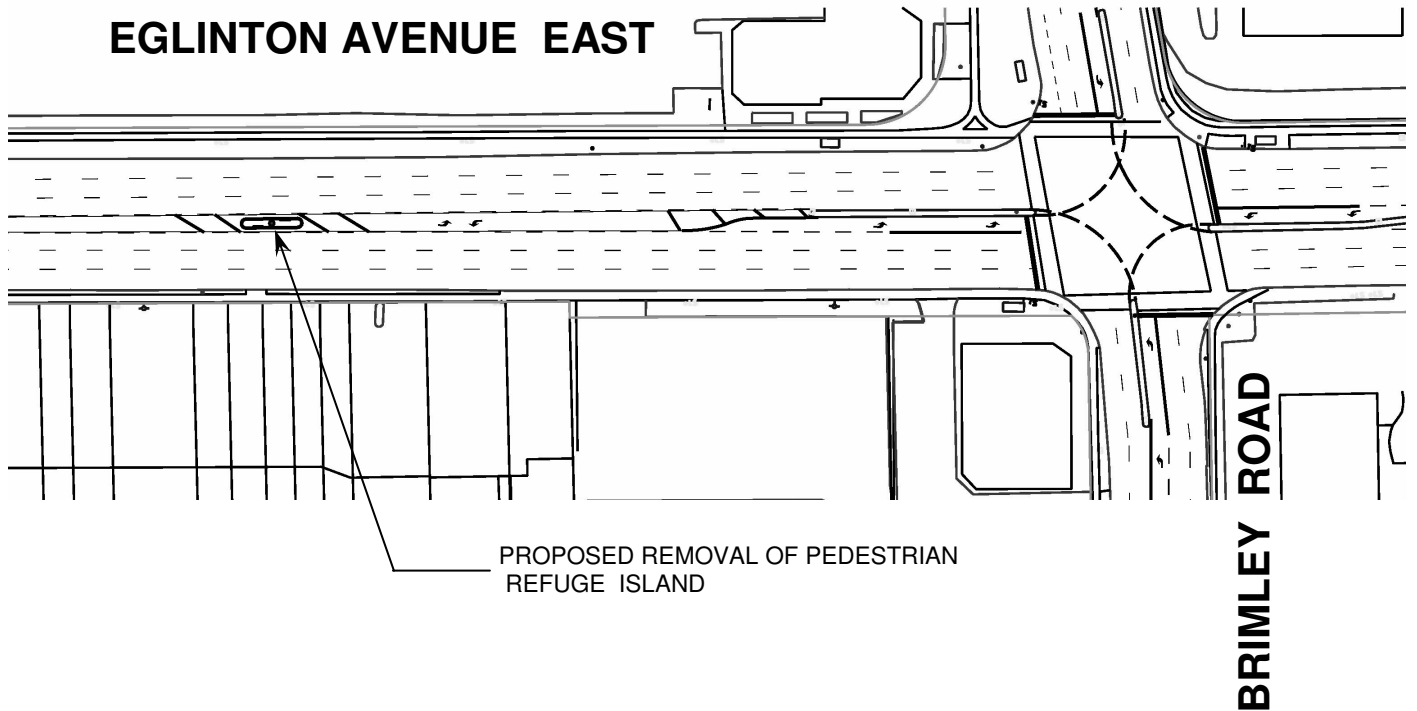 EGLINTON AVENUE EAST
PROPOSED REMOVAL OF PEDESTRIAN
REFUGE ISLAND
BRIMLEY ROAD